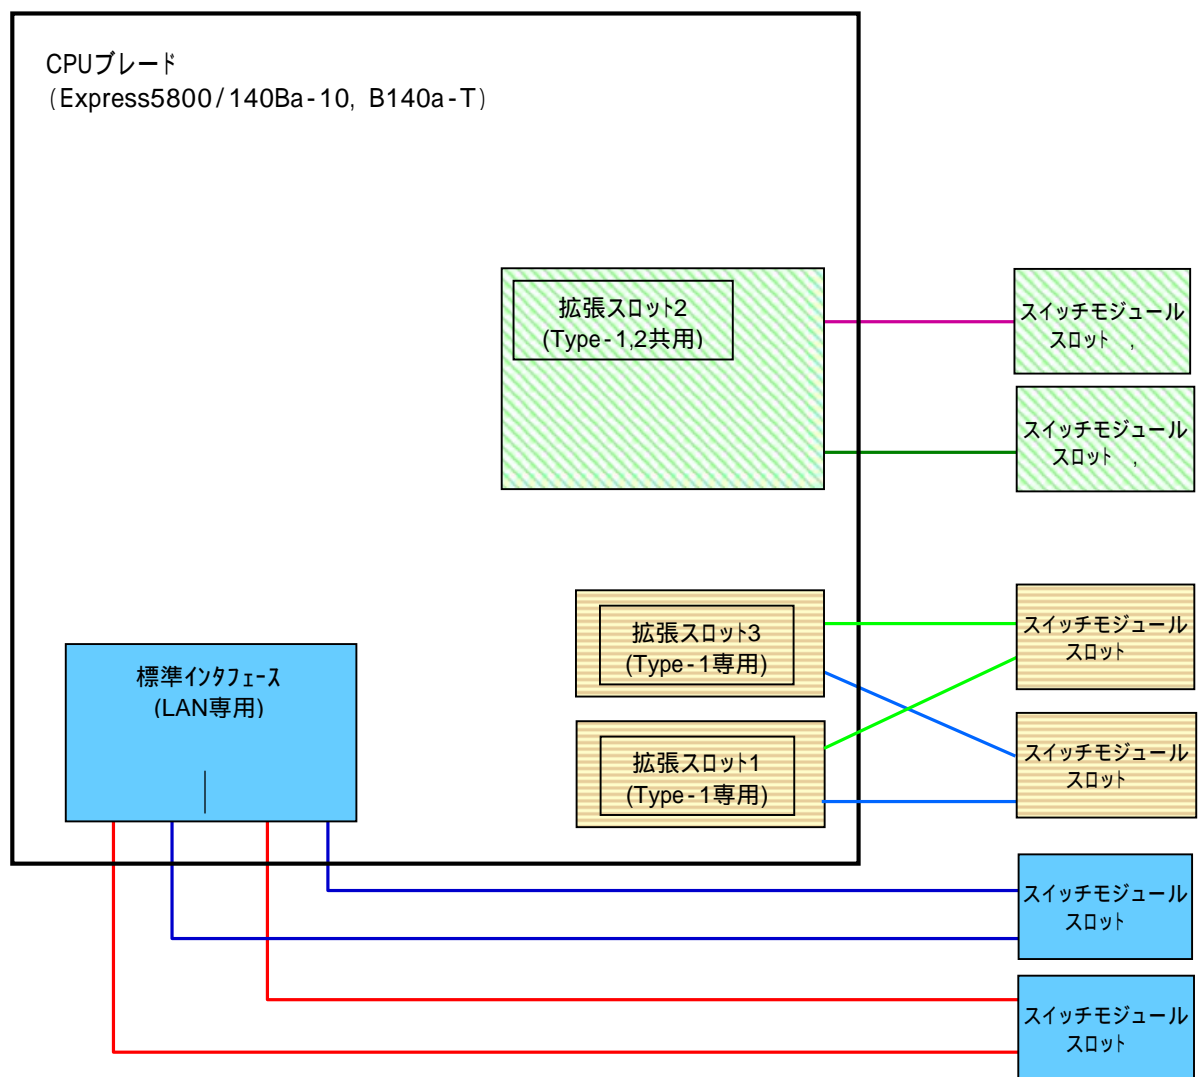 CPUブレード
(Express5800/140Ba-10, B140a-T)
拡張スロット2
(Type-1,2共用)
スイッチモジュール
スロット ,
スイッチモジュール
スロット ,
拡張スロット3
(Type-1専用)
スイッチモジュール
スロット
標準インタフェース
(LAN専用)
拡張スロット1
(Type-1専用)
スイッチモジュール
スロット
スイッチモジュール
スロット
スイッチモジュール
スロット